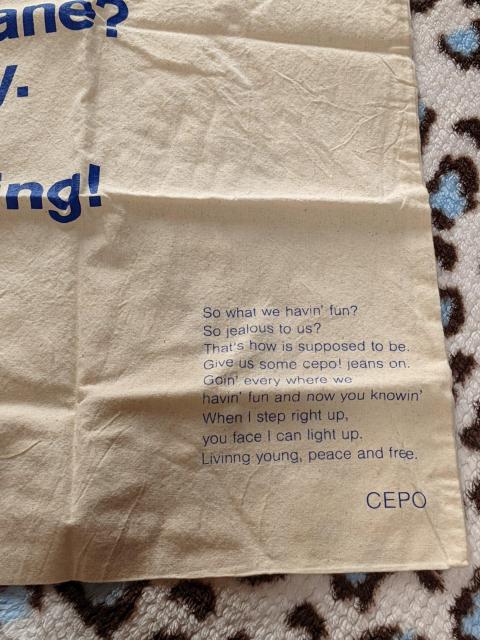 ane?
y.
ing!
So what we havin' fun?
So jealous to us?
That's how is supposed to be.
Give us some cepo! jeans on.
Goin' every where we
havin' fun and now you knowin'
When I step right up,
you face I can light up.
Livinng young, peace and free.
CEPO